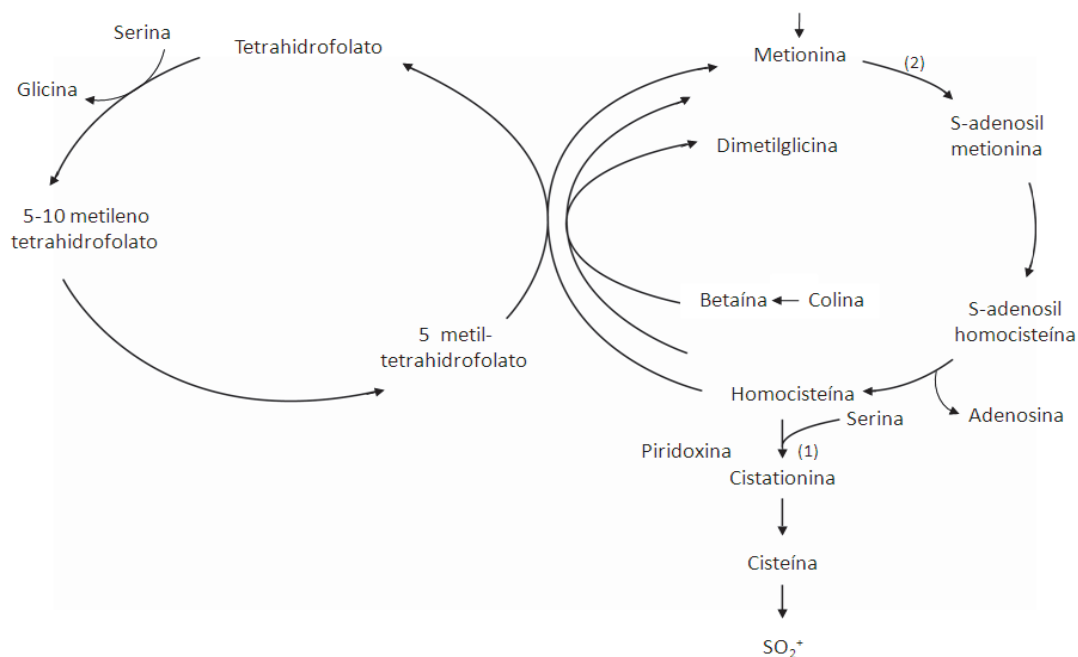 Serina
Tetrahidrofolato
Glicina
5-10 metileno
tetrahidrofolato
5 metil-
tetrahidrofolato
Metionina
(2)
S-adenosil
metionina
Dimetilglicina
Betaína
Colina
S-adenosil
homocisteína
Homocisteína
Adenosina
Serina
Piridoxina
(1)
Cistationina
Cisteína
SO₂⁺